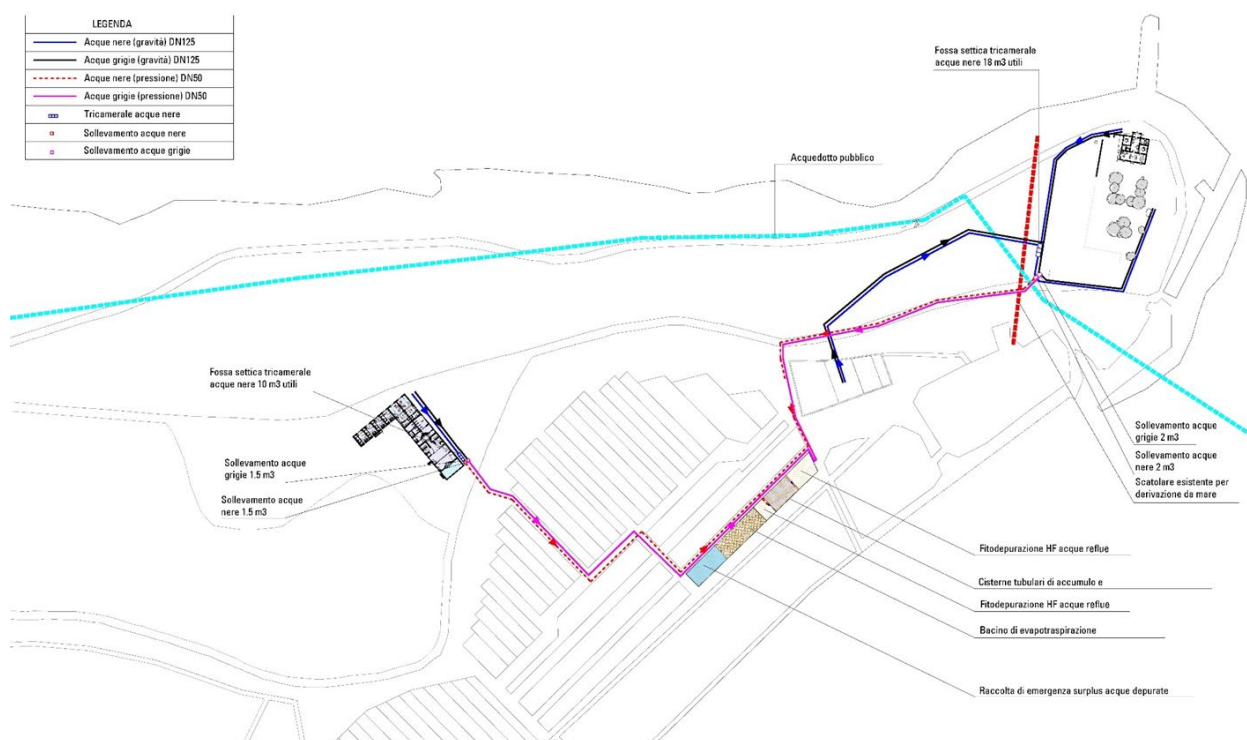 LEGENDA
Acque nere (gravità) DN125
Acque grigie (gravità) DN125
Acque nere (pressione) DN50
Acque grigie (pressione) DN50
Tricamerale acque nere
Sollevamento acque nere
Sollevamento acque grigie
Fossa settica tricamerale
acque nere 18 m3 utili
Acquedotto pubblico
Fossa settica tricamerale
acque nere 10 m3 utili
Sollevamento acque
grigie 1.5 m3
Sollevamento acque
nere 1.5 m3
Sollevamento acque
grigie 2 m3
Sollevamento acque
nere 2 m3
Scatolare esistente per
derivazione da mare
Fitodepurazione HF acque reflue
Cisterne tubolari di accumulo e
Fitodepurazione HF acque reflue
Bacino di evapotraspirazione
Raccolta di emergenza surplus acque depurate